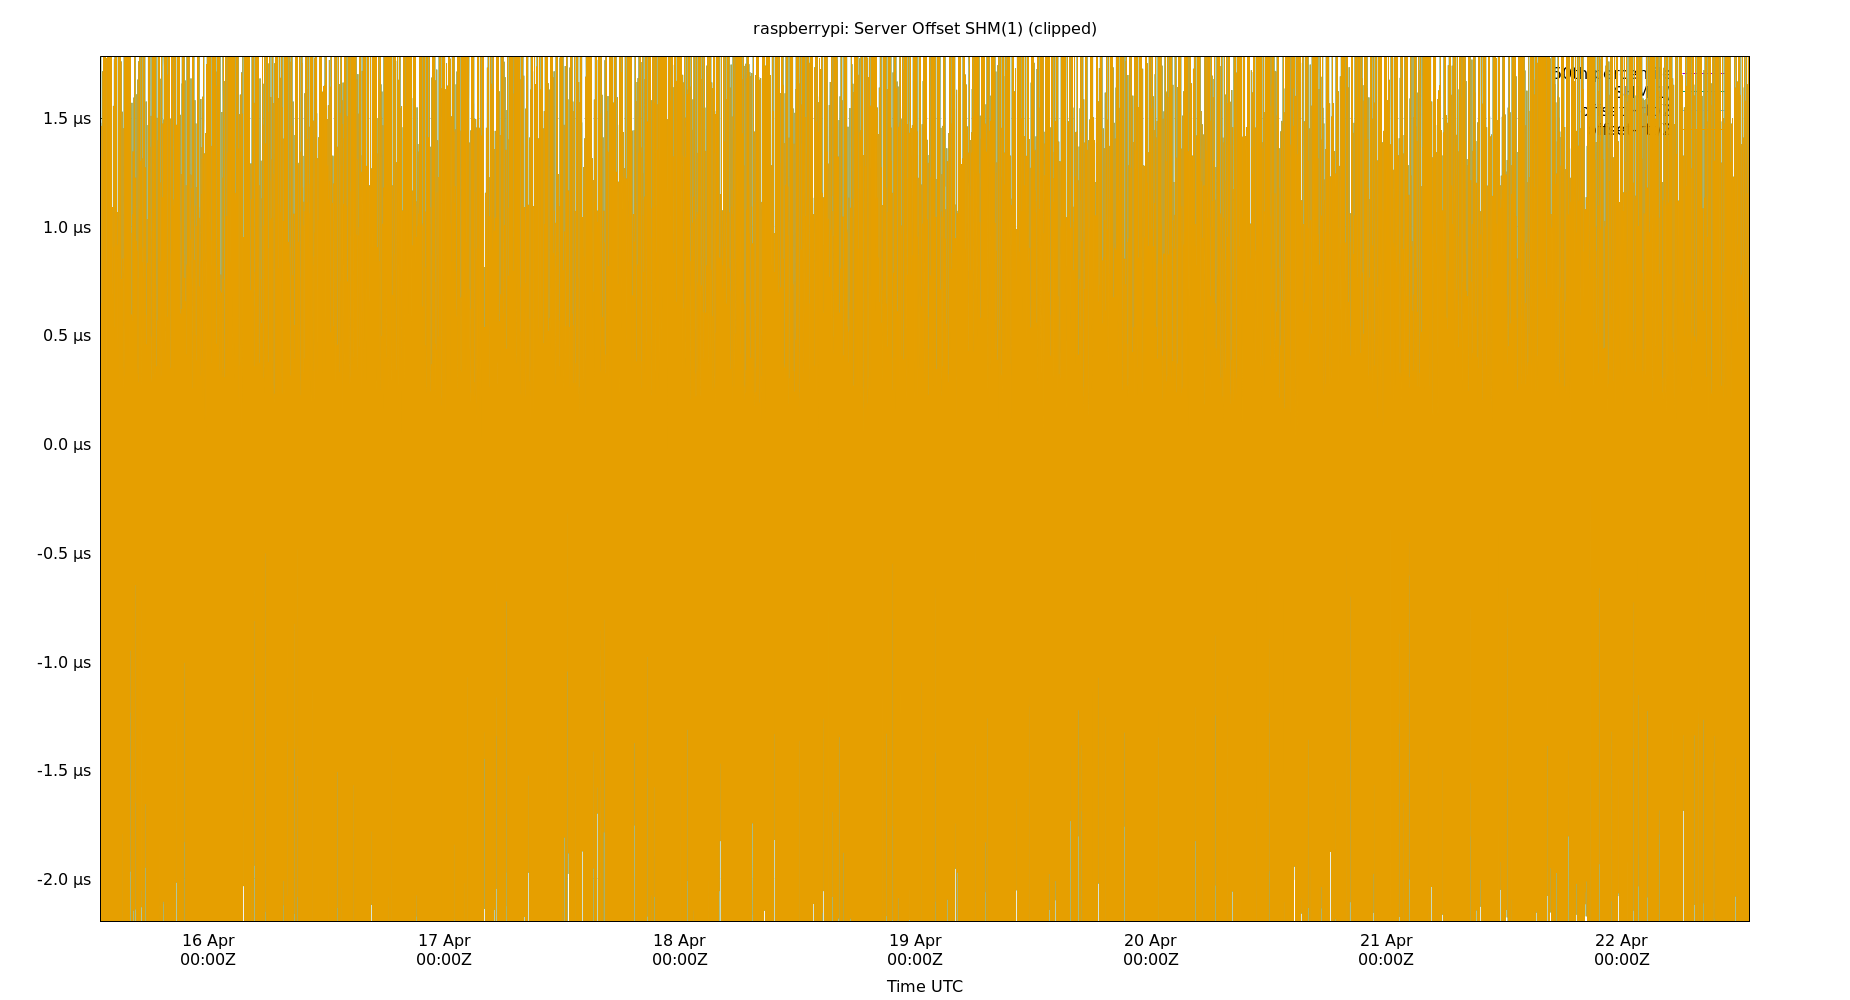 raspberrypi: Server Offset SHM(1) (clipped)
50th percentile
1.5 µs
1.0 µs
0.5 µs
0.0 µs
-0.5 µs
-1.0 µs
-1.5 µs
-2.0 µs
16 Apr 17 Apr 18 Apr 19 Apr 20 Apr 21 Apr 22 Apr
00:00Z 00:00Z 00:00Z 00:00Z 00:00Z 00:00Z 00:00Z
Time UTC